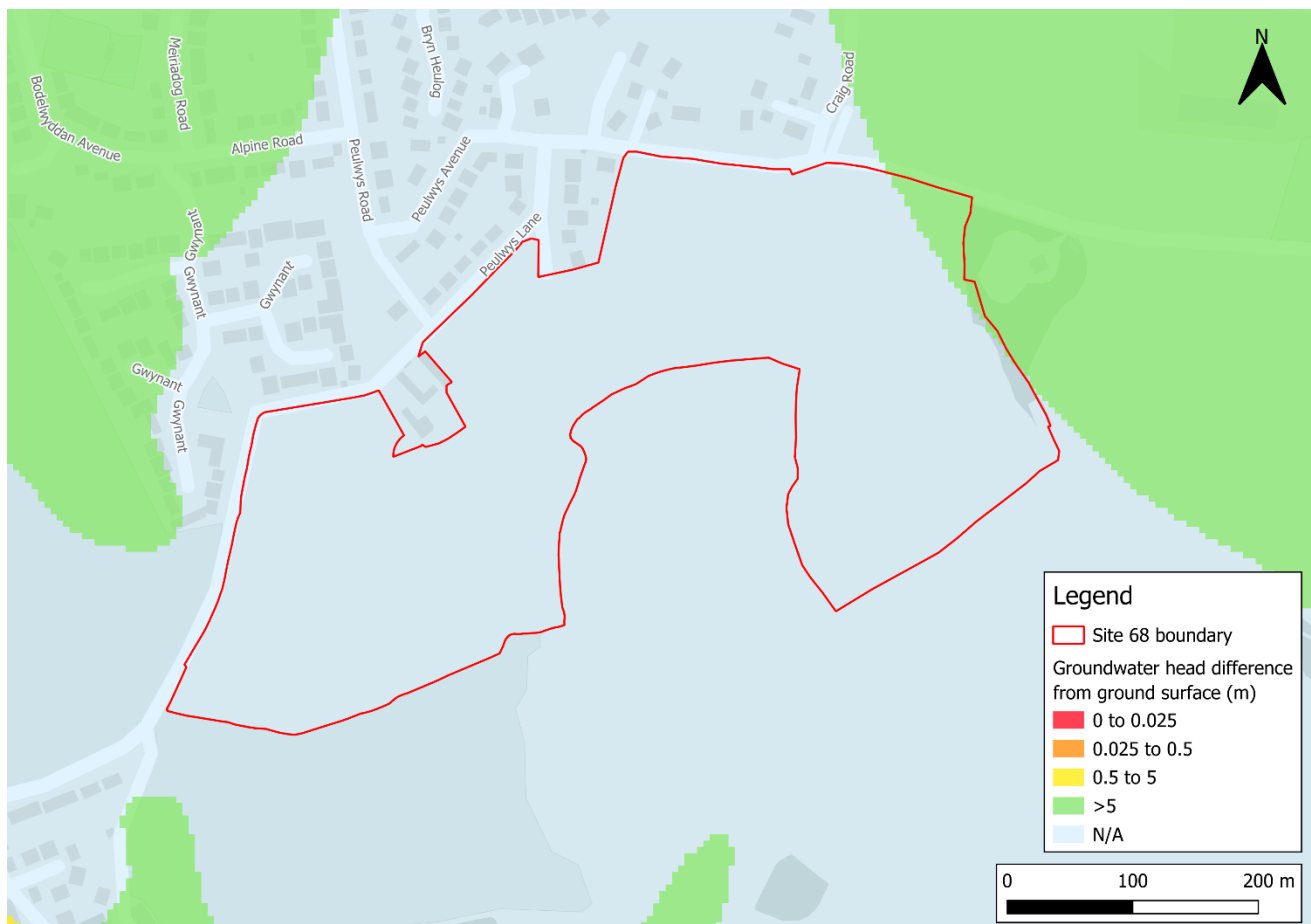 N
Bryn Heulog
Meiriadog Road
Craig Road
Bodelwyddan Avenue
Alpine Road
Peulwys Road
Peulwys Avenue
Peulwys Lane
Gwynant
Gwynant
Gwynant
Gwynant
Gwynant
Legend
Site 68 boundary
Groundwater head difference
from ground surface (m)
0 to 0.025
0.025 to 0.5
0.5 to 5
>5
N/A
0 100 200 m